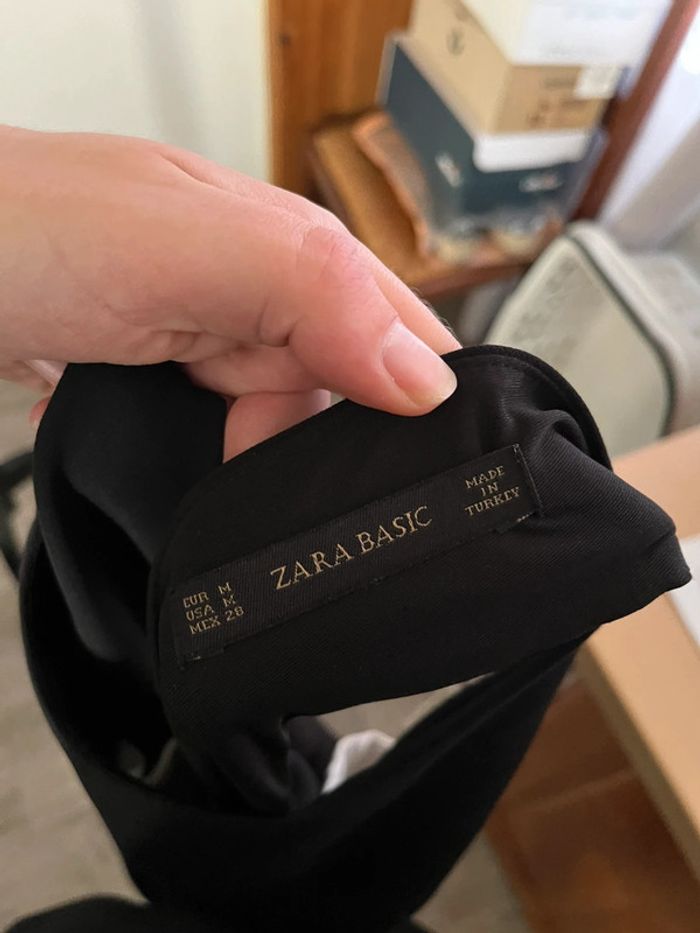 EUR M
USA M
MEX 28
ZARA BASIC
MADE
IN
TURKEY